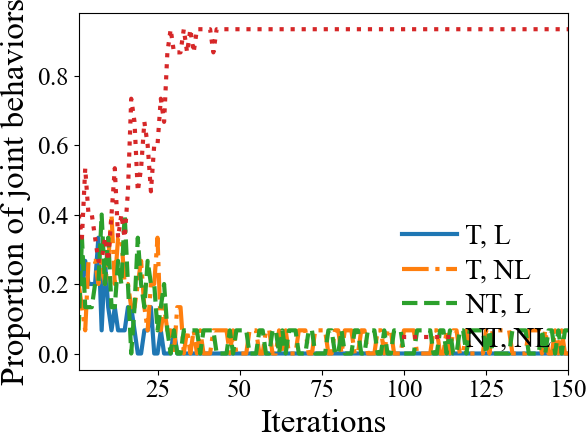 Proportion of joint behaviors
0.8
0.6
0.4
0.2
0.0
T, L
T, NL
NT, L
NT, NL
25 50 75 100 125 150
Iterations